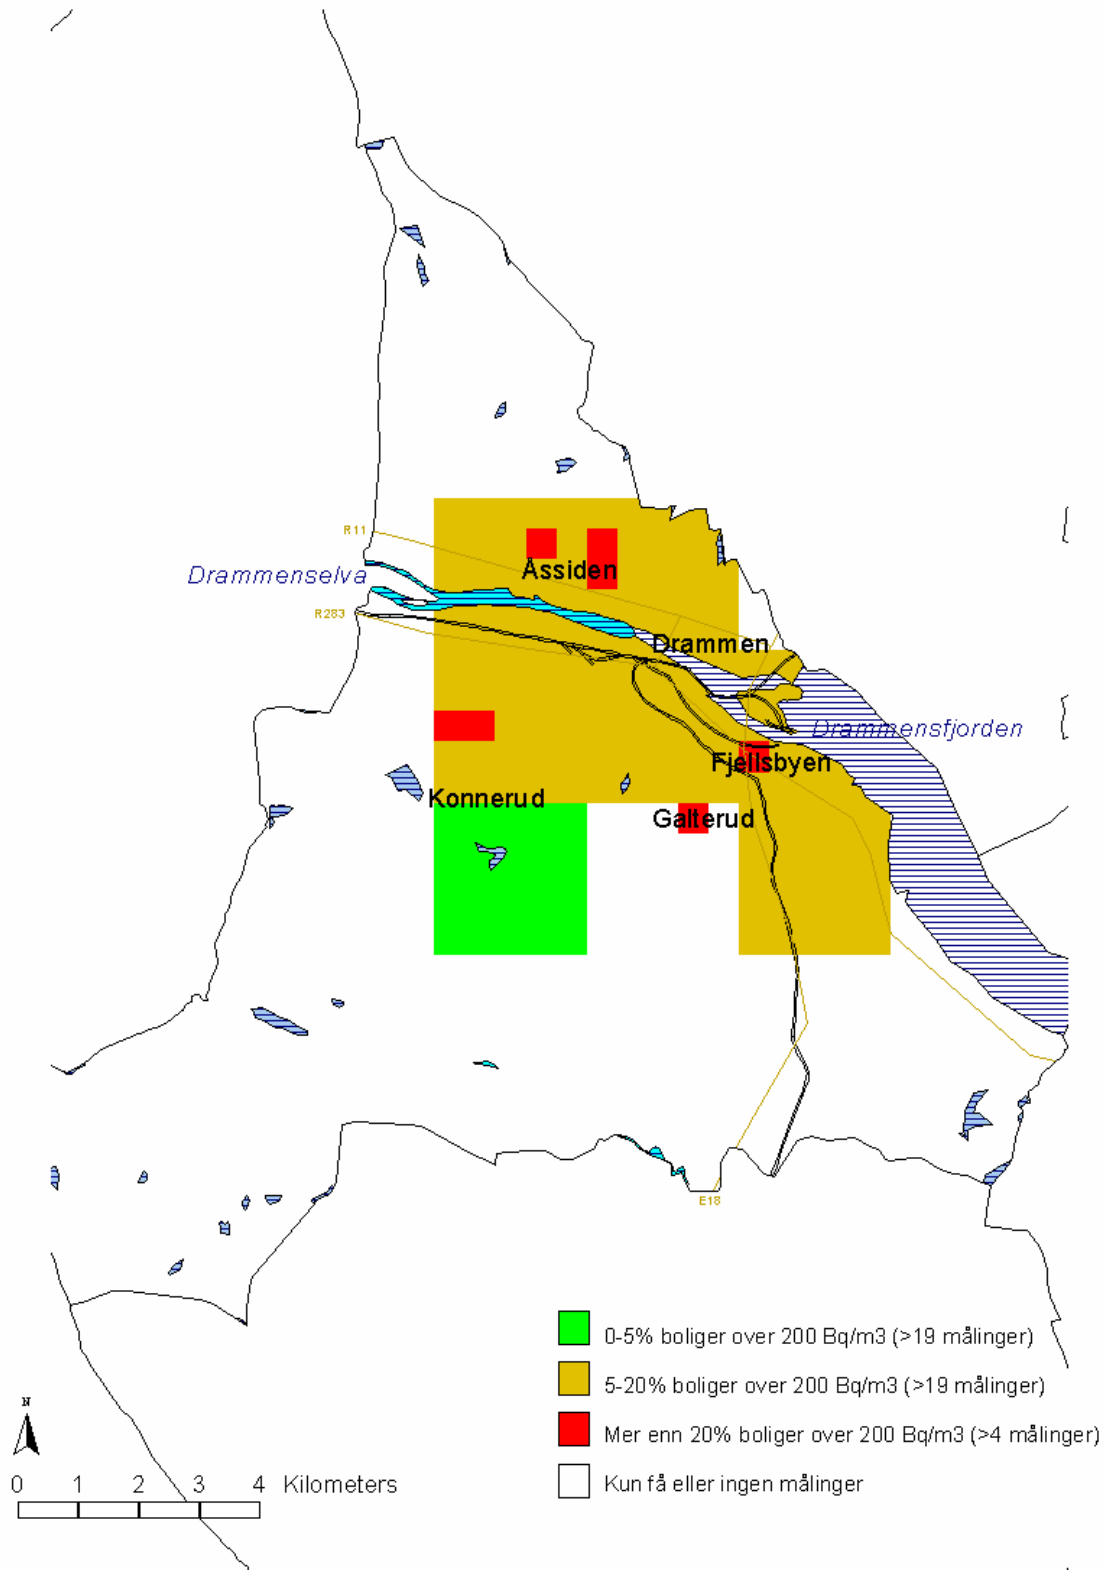 R11
Åssiden
Drammenselva
R283
Drammen
Drammensfjorden
Fjellsbyen
Konnerud
Galterud
E18
0-5% boliger over 200 Bq/m3 (>19 målinger)
5-20% boliger over 200 Bq/m3 (>19 målinger)
Mer enn 20% boliger over 200 Bq/m3 (>4 målinger)
Kun få eller ingen målinger
N
0 1 2 3 4 Kilometers